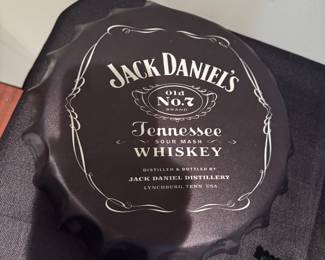 JACK DANIEL'S
Old
No.7
BRAND
Tennessee
SOUR MASH
WHISKEY
DISTILLED & BOTTLED BY
JACK DANIEL DISTILLERY
LYNCHBURG, TENN USA